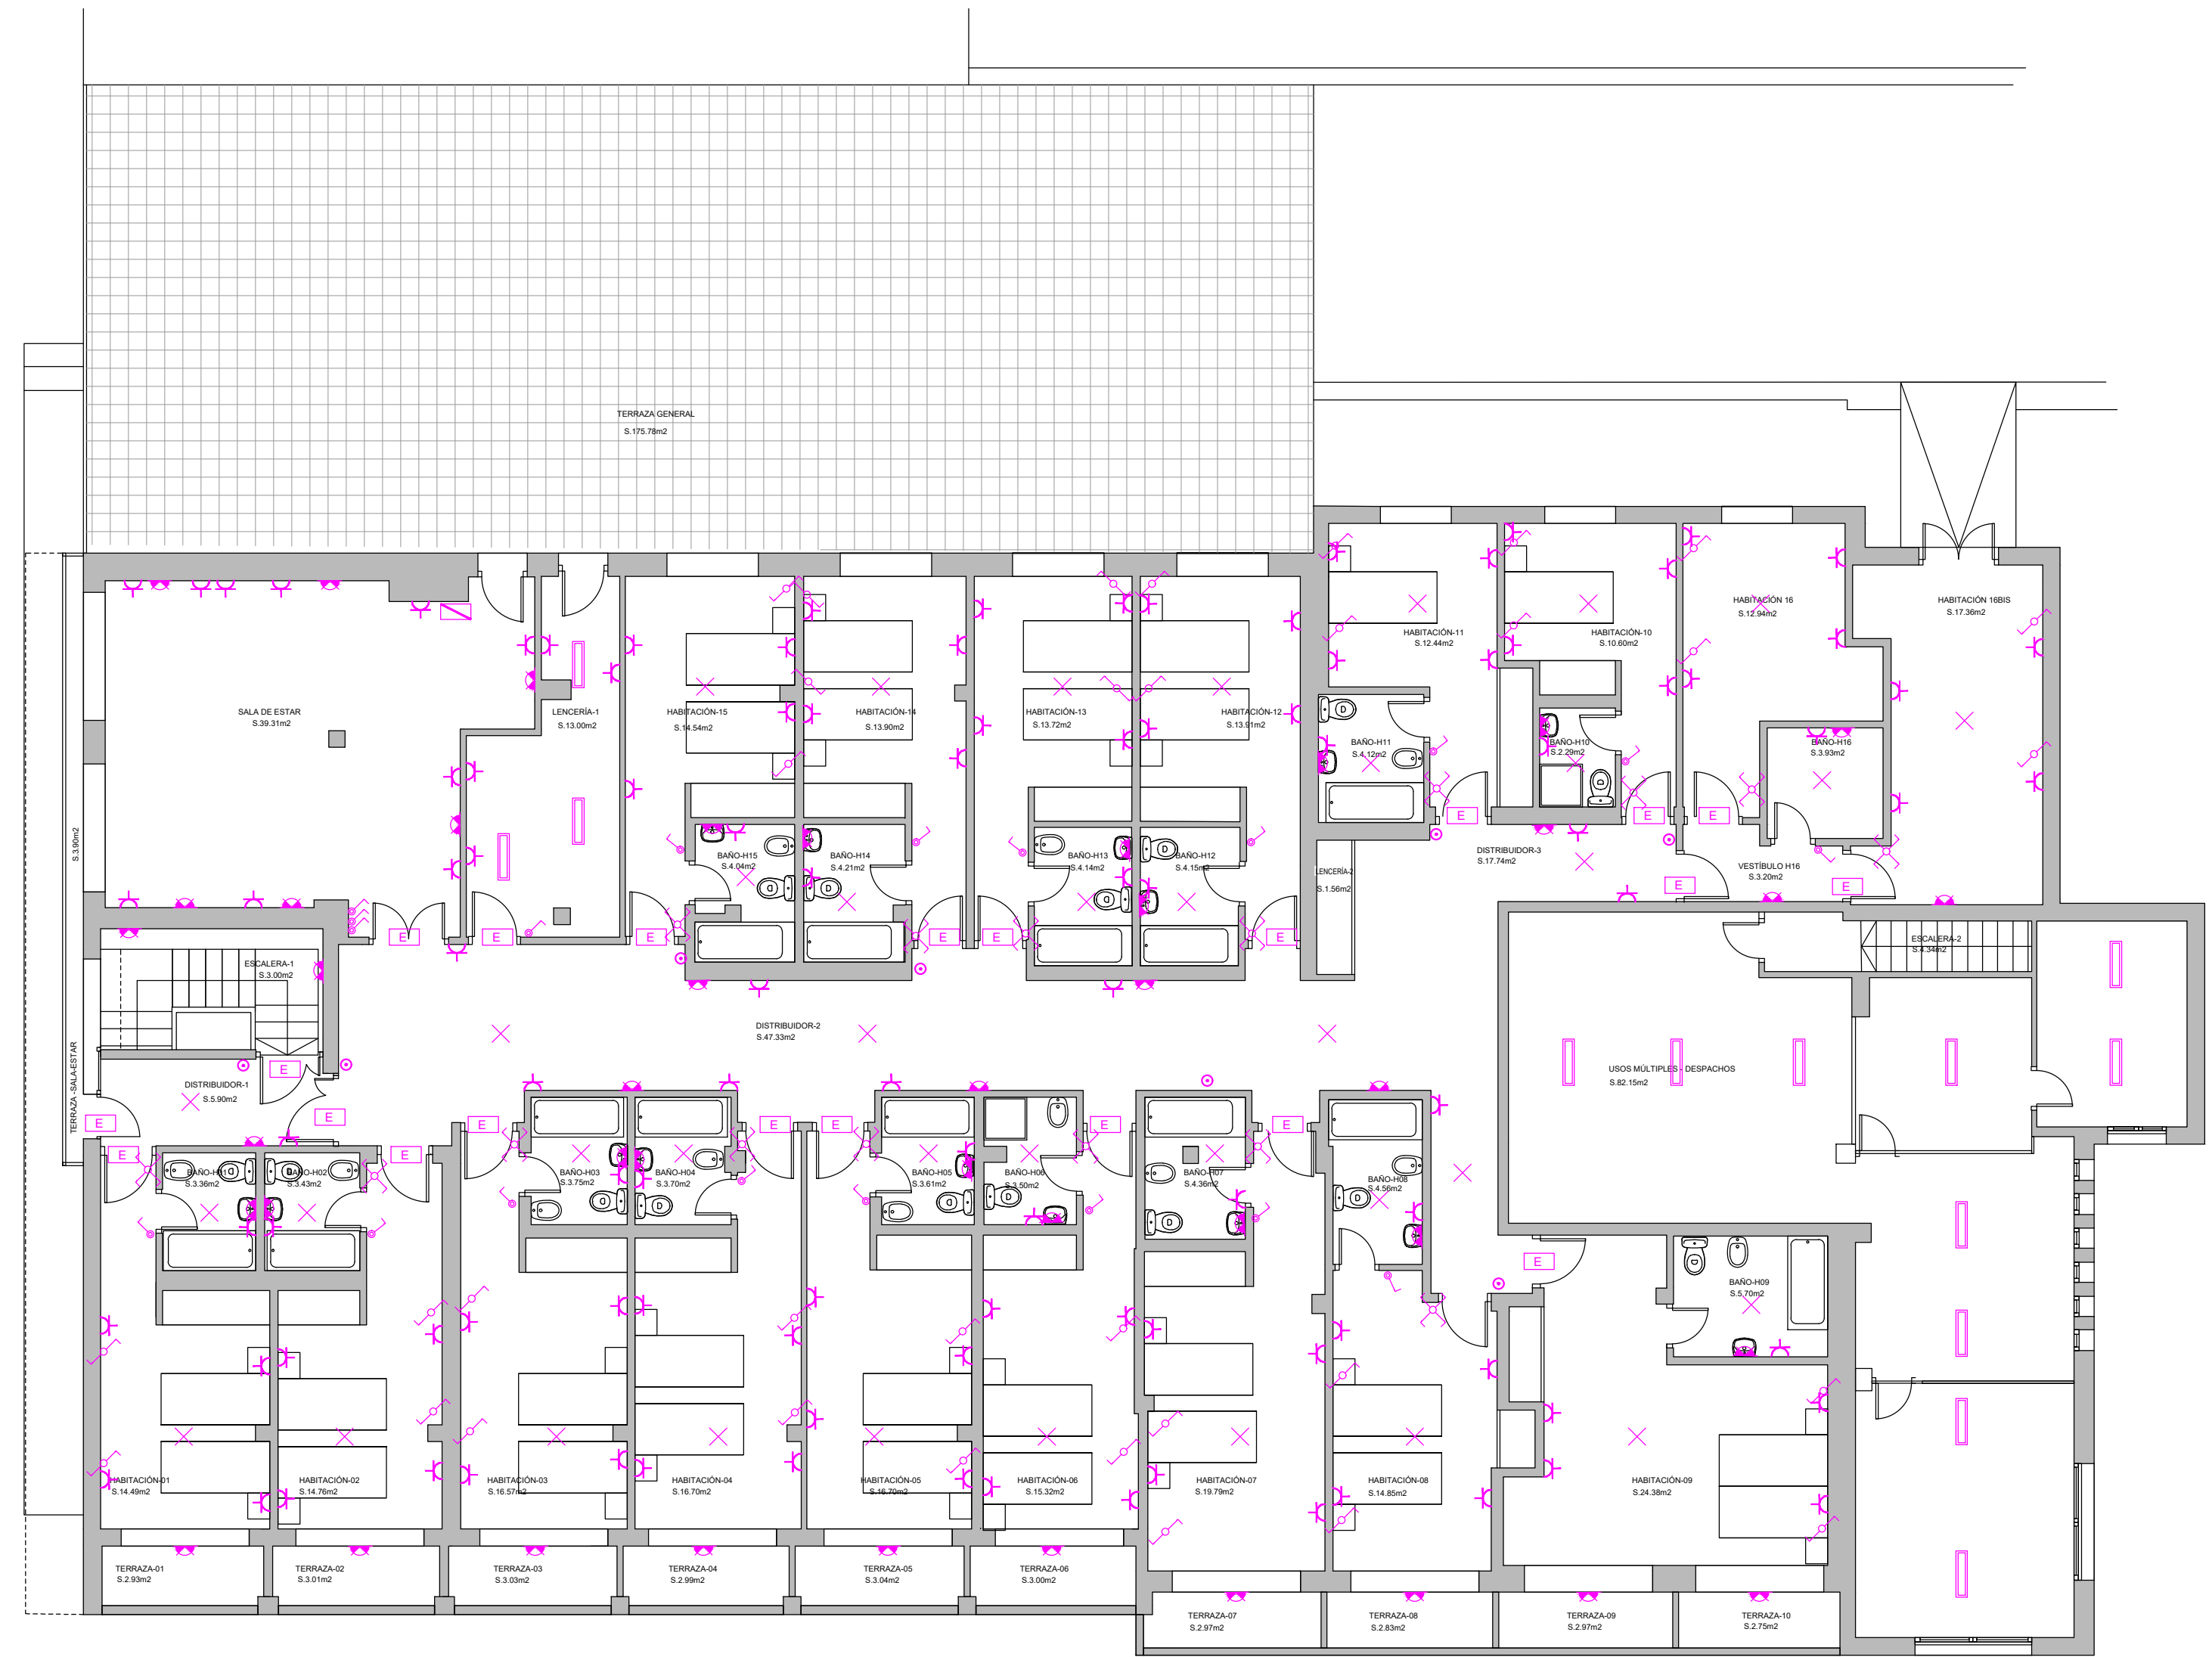 TERRAZA GENERAL
S.175.78m2
HABITACIÓN 16
S.12.94m2
HABITACIÓN 16BIS
S.17.36m2
HABITACIÓN-11
S.12.44m2
HABITACIÓN-10
S.10.60m2
SALA DE ESTAR
S.39.31m2
LENCERÍA-1
S.13.00m2
HABITACIÓN-15
S.14.54m2
HABITACIÓN-14
S.13.90m2
HABITACIÓN-13
S.13.72m2
HABITACIÓN-12
S.13.91m2
BAÑO-H11
S.4.12m2
BAÑO-H10
S.2.29m2
BAÑO-H16
S.3.93m2
E
E
E
S.3.90m2
BAÑO-H15
S.4.04m2
BAÑO-H14
S.4.21m2
BAÑO-H13
S.4.14m2
BAÑO-H12
S.4.15m2
LENCERÍA-2
S.1.56m2
DISTRIBUIDOR-3
S.17.74m2
VESTÍBULO H16
S.3.20m2
E
E
E
E
E
E
E
E
ESCALERA-1
S.3.00m2
ESCALERA-2
S.4.34m2
DISTRIBUIDOR-2
S.47.33m2
TERRAZA -SALA-ESTAR
E
DISTRIBUIDOR-1
S.5.90m2
USOS MÚLTIPLES - DESPACHOS
S.82.15m2
E
E
E
E
E
E
E
E
E
BAÑO-H01
S.3.36m2
BAÑO-H02
S.3.43m2
BAÑO-H03
S.3.75m2
BAÑO-H04
S.3.70m2
BAÑO-H05
S.3.61m2
BAÑO-H06
S.3.50m2
BAÑO-H07
S.4.36m2
BAÑO-H08
S.4.56m2
E
BAÑO-H09
S.5.70m2
HABITACIÓN-01
S.14.49m2
HABITACIÓN-02
S.14.76m2
HABITACIÓN-03
S.16.57m2
HABITACIÓN-04
S.16.70m2
HABITACIÓN-05
S.16.70m2
HABITACIÓN-06
S.15.32m2
HABITACIÓN-07
S.19.79m2
HABITACIÓN-08
S.14.85m2
HABITACIÓN-09
S.24.38m2
TERRAZA-01
S.2.93m2
TERRAZA-02
S.3.01m2
TERRAZA-03
S.3.03m2
TERRAZA-04
S.2.99m2
TERRAZA-05
S.3.04m2
TERRAZA-06
S.3.00m2
TERRAZA-07
S.2.97m2
TERRAZA-08
S.2.83m2
TERRAZA-09
S.2.97m2
TERRAZA-10
S.2.75m2